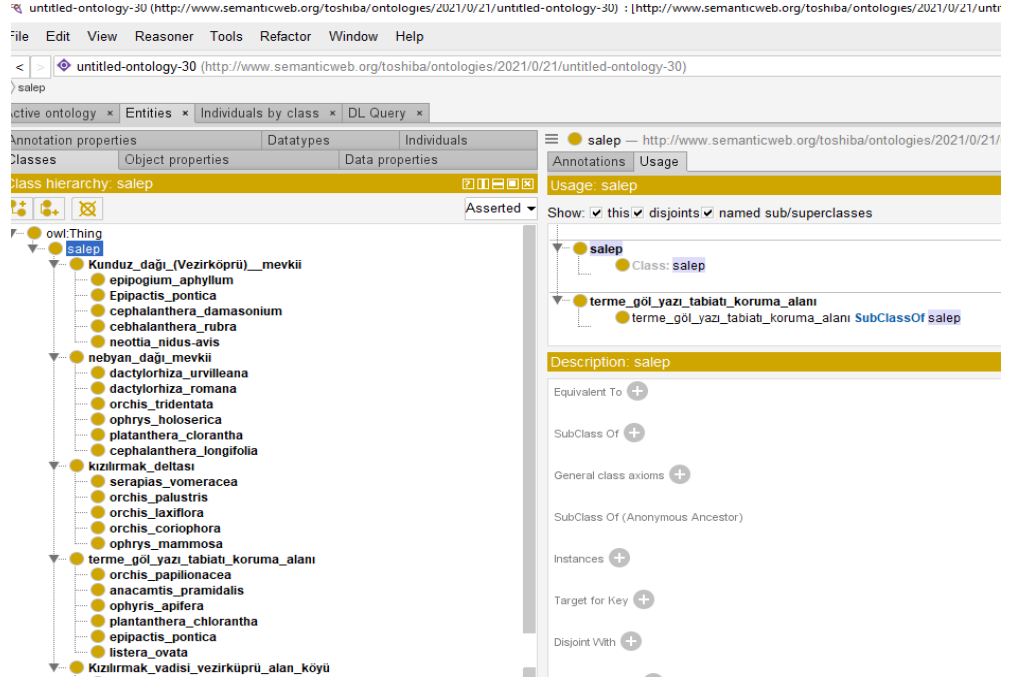 untitled-ontology-30 (http://www.semanticweb.org/toshiba/ontologies/2021/0/21/untitled-ontology-30) : [http://www.semanticweb.org/toshiba/ontologies/2021/0/21/unti
File Edit View Reasoner Tools Refactor Window Help
< > untitled-ontology-30 (http://www.semanticweb.org/toshiba/ontologies/2021/0/21/untitled-ontology-30)
salep
Active ontology × Entities × Individuals by class × DL Query ×
Annotation properties Datatypes Individuals
Classes Object properties Data properties
Class hierarchy: salep
Asserted
owl:Thing
salep
Kunduz_dağı_(Vezirköprü)__mevkii
epipogium_aphyllum
Epipactis_pontica
cephalanthera_damasonium
cebhalanthera_rubra
neottia_nidus-avis
nebyan_dağı_mevkii
dactylorhiza_urvilleana
dactylorhiza_romana
orchis_tridentata
ophrys_holoserica
platanthera_clorantha
cephalanthera_longifolia
kızılırmak_deltası
serapias_vomeracea
orchis_palustris
orchis_laxiflora
orchis_coriophora
ophrys_mammosa
terme_göl_yazı_tabiatı_koruma_alanı
orchis_papilionacea
anacamtis_pramidalis
ophyris_apifera
plantanthera_chlorantha
epipactis_pontica
listera_ovata
Kızılırmak_vadisi_vezirküprü_alan_köyü
salep — http://www.semanticweb.org/toshiba/ontologies/2021/0/21/
Annotations Usage
Usage: salep
Show: this disjoints named sub/superclasses
salep
Class: salep
terme_göl_yazı_tabiatı_koruma_alanı
terme_göl_yazı_tabiatı_koruma_alanı SubClassOf salep
Description: salep
Equivalent To
SubClass Of
General class axioms
SubClass Of (Anonymous Ancestor)
Instances
Target for Key
Disjoint With